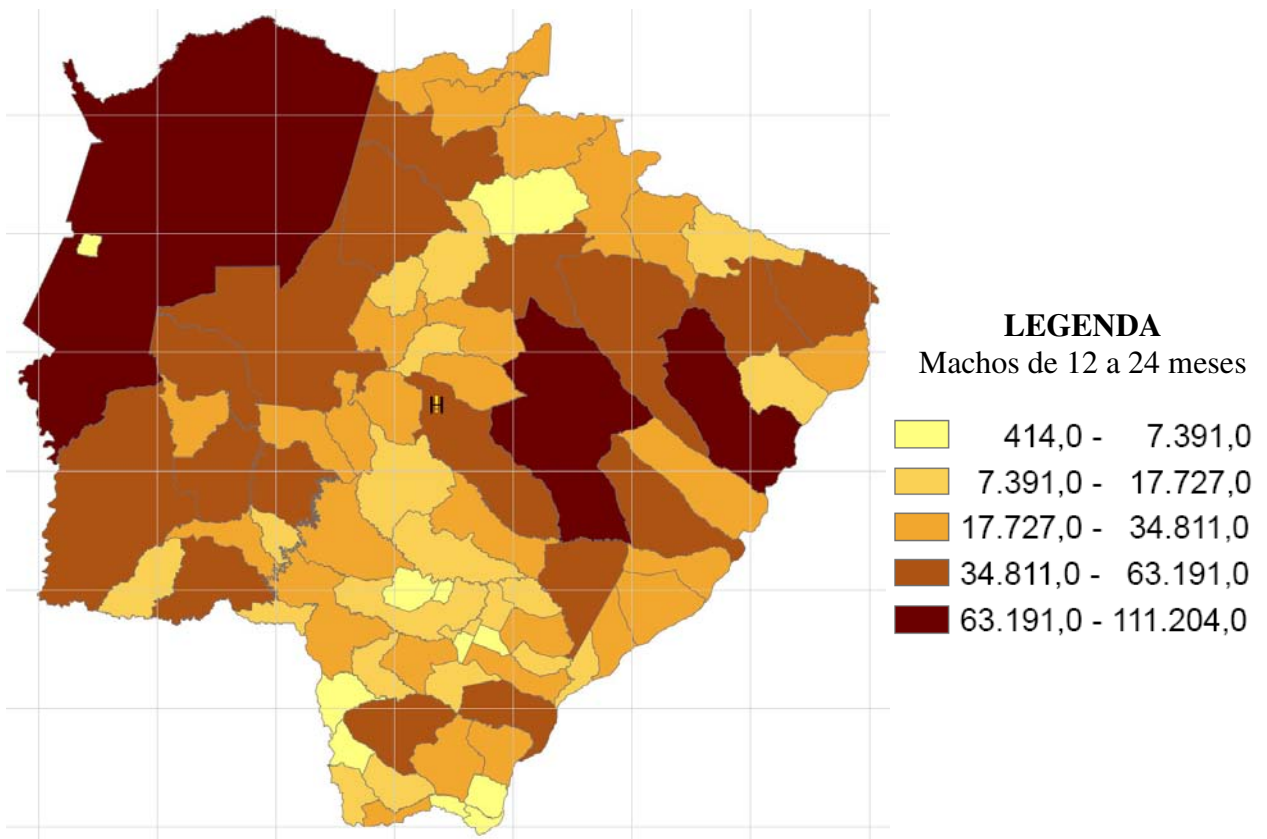 H
LEGENDA
Machos de 12 a 24 meses
414,0 - 7.391,0
7.391,0 - 17.727,0
17.727,0 - 34.811,0
34.811,0 - 63.191,0
63.191,0 - 111.204,0